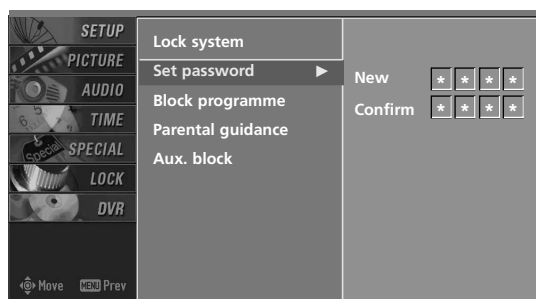 SETUP
PICTURE
AUDIO
TIME
Special SPECIAL
LOCK
DVR
Move MENU Prev
Lock system
Set password ►
Block programme
Parental guidance
Aux. block
New * * * *
Confirm * * * *